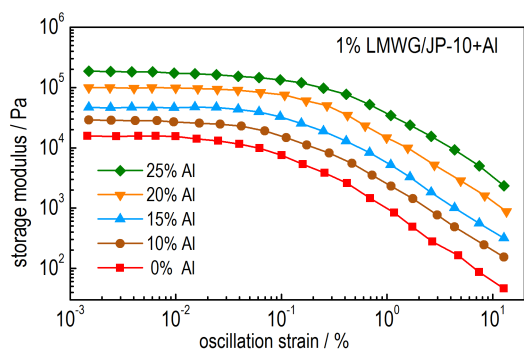 1% LMWG/JP-10+Al
storage modulus / Pa
10^6
10^5
10^4
10^3
10^2
25% Al
20% Al
15% Al
10% Al
0% Al
10^-3
10^-2
10^-1
10^0
10^1
oscillation strain / %